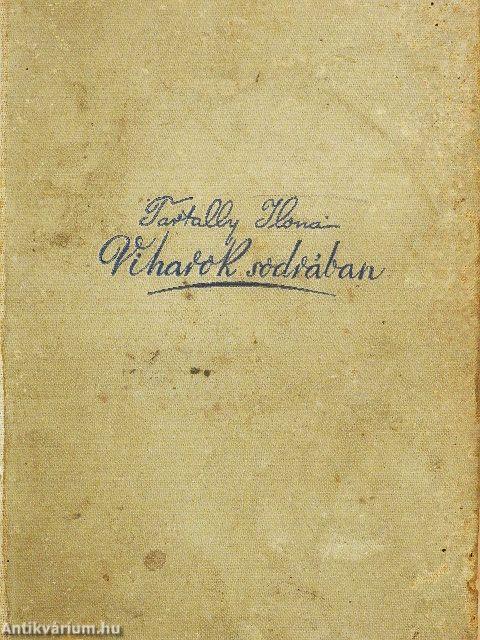 Tartally Ilona
Viharok sodrában
Antikvárium.hu